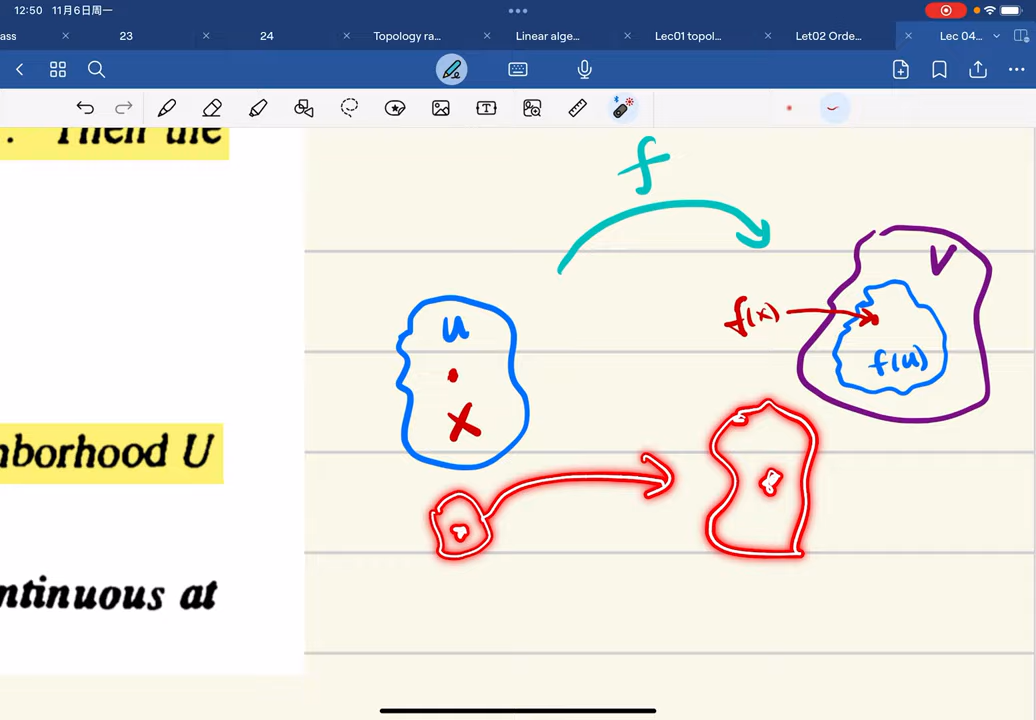 12:50 11月6日周一
ass
23
24
Topology ra...
Linear alge...
Lec01 topol...
Let02 Orde...
Lec 04...
. Then the
f
V
u
f(x)
f(u)
x
nborhood U
ntinuous at